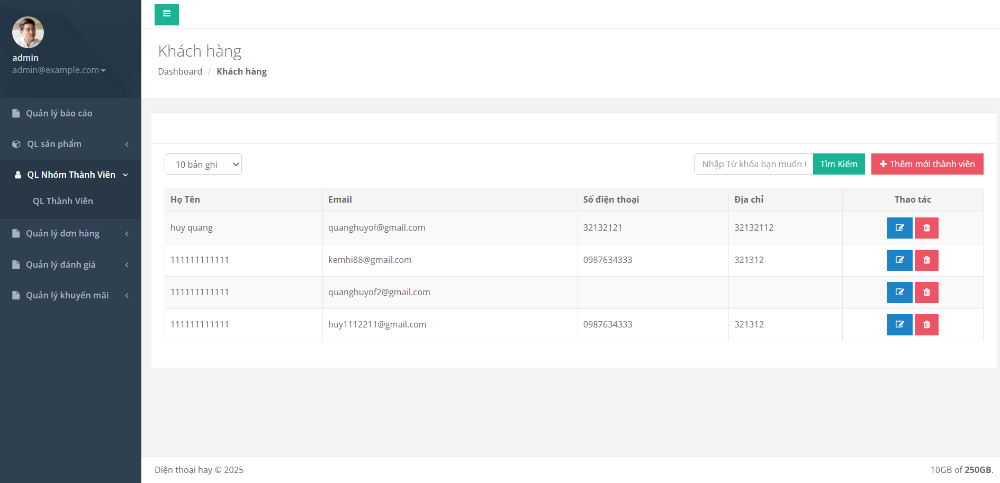 admin
admin@example.com
Quản lý báo cáo
QL sản phẩm
QL Nhóm Thành Viên
QL Thành Viên
Quản lý đơn hàng
Quản lý đánh giá
Quản lý khuyến mãi
Khách hàng
Dashboard / Khách hàng
10 bản ghi
Nhập Từ khóa bạn muốn t
Tìm Kiếm
Thêm mới thành viên
Họ Tên Email Số điện thoại Địa chỉ Thao tác
huy quang quanghuyof@gmail.com 32132121 32132112
111111111111 kemhi88@gmail.com 0987634333 321312
111111111111 quanghuyof2@gmail.com
111111111111 huy1112211@gmail.com 0987634333 321312
Điện thoại hay © 2025
10GB of 250GB.